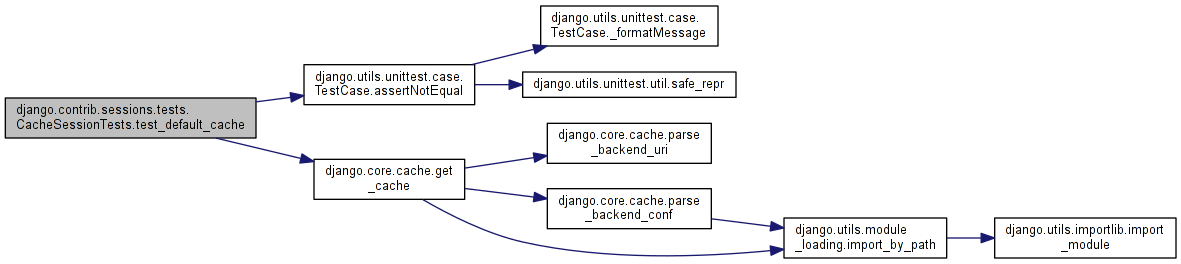 django.utils.unittest.case.
TestCase._formatMessage
django.utils.unittest.case.
TestCase.assertNotEqual
django.utils.unittest.util.safe_repr
django.contrib.sessions.tests.
CacheSessionTests.test_default_cache
django.core.cache.parse
_backend_uri
django.core.cache.get
_cache
django.core.cache.parse
_backend_conf
django.utils.module
_loading.import_by_path
django.utils.importlib.import
_module